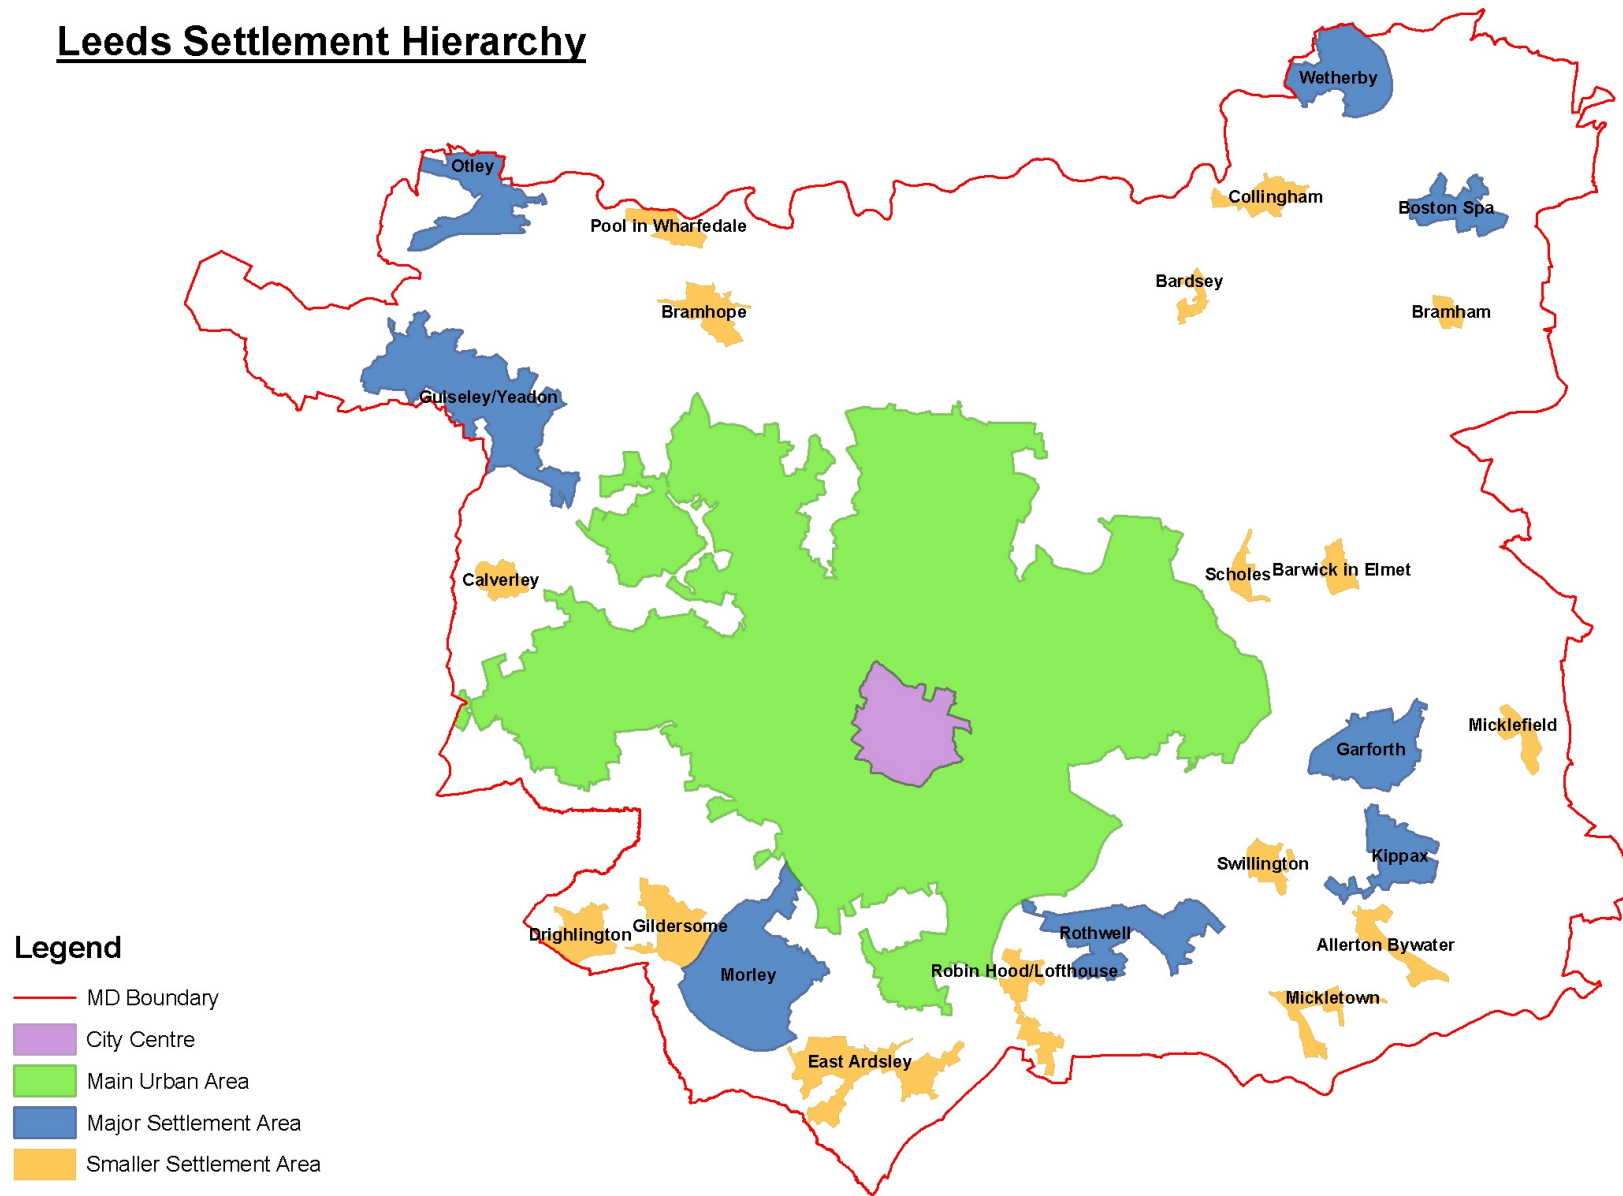 Leeds Settlement Hierarchy
Wetherby
Otley
Collingham
Boston Spa
Pool in Wharfedale
Bardsey
Bramhope
Bramham
Guiseley/Yeadon
Calverley
Scholes
Barwick in Elmet
Micklefield
Garforth
Kippax
Swillington
Drighlington
Gildersome
Rothwell
Allerton Bywater
Morley
Robin Hood/Lofthouse
Mickletown
East Ardsley
Legend
MD Boundary
City Centre
Main Urban Area
Major Settlement Area
Smaller Settlement Area